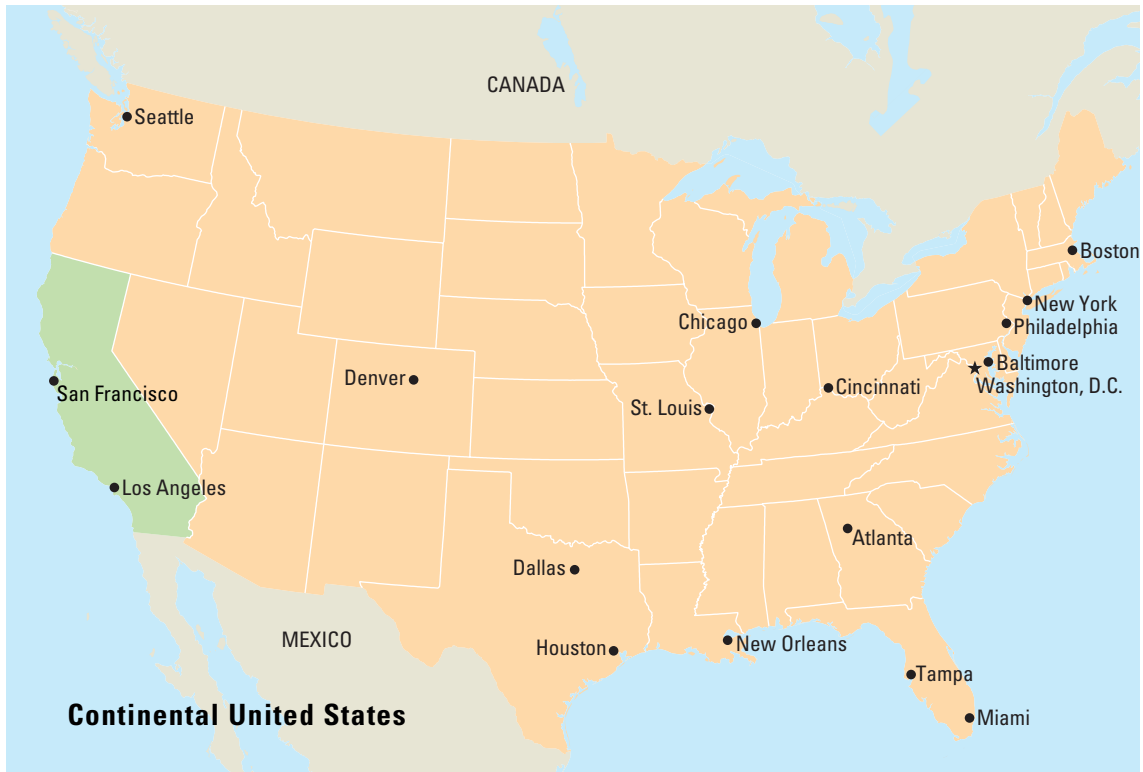 CANADA
Seattle
Boston
New York
Chicago
Philadelphia
Baltimore
Denver
San Francisco
Washington, D.C.
Cincinnati
St. Louis
Los Angeles
Atlanta
Dallas
MEXICO
Houston
New Orleans
Tampa
Continental United States
Miami